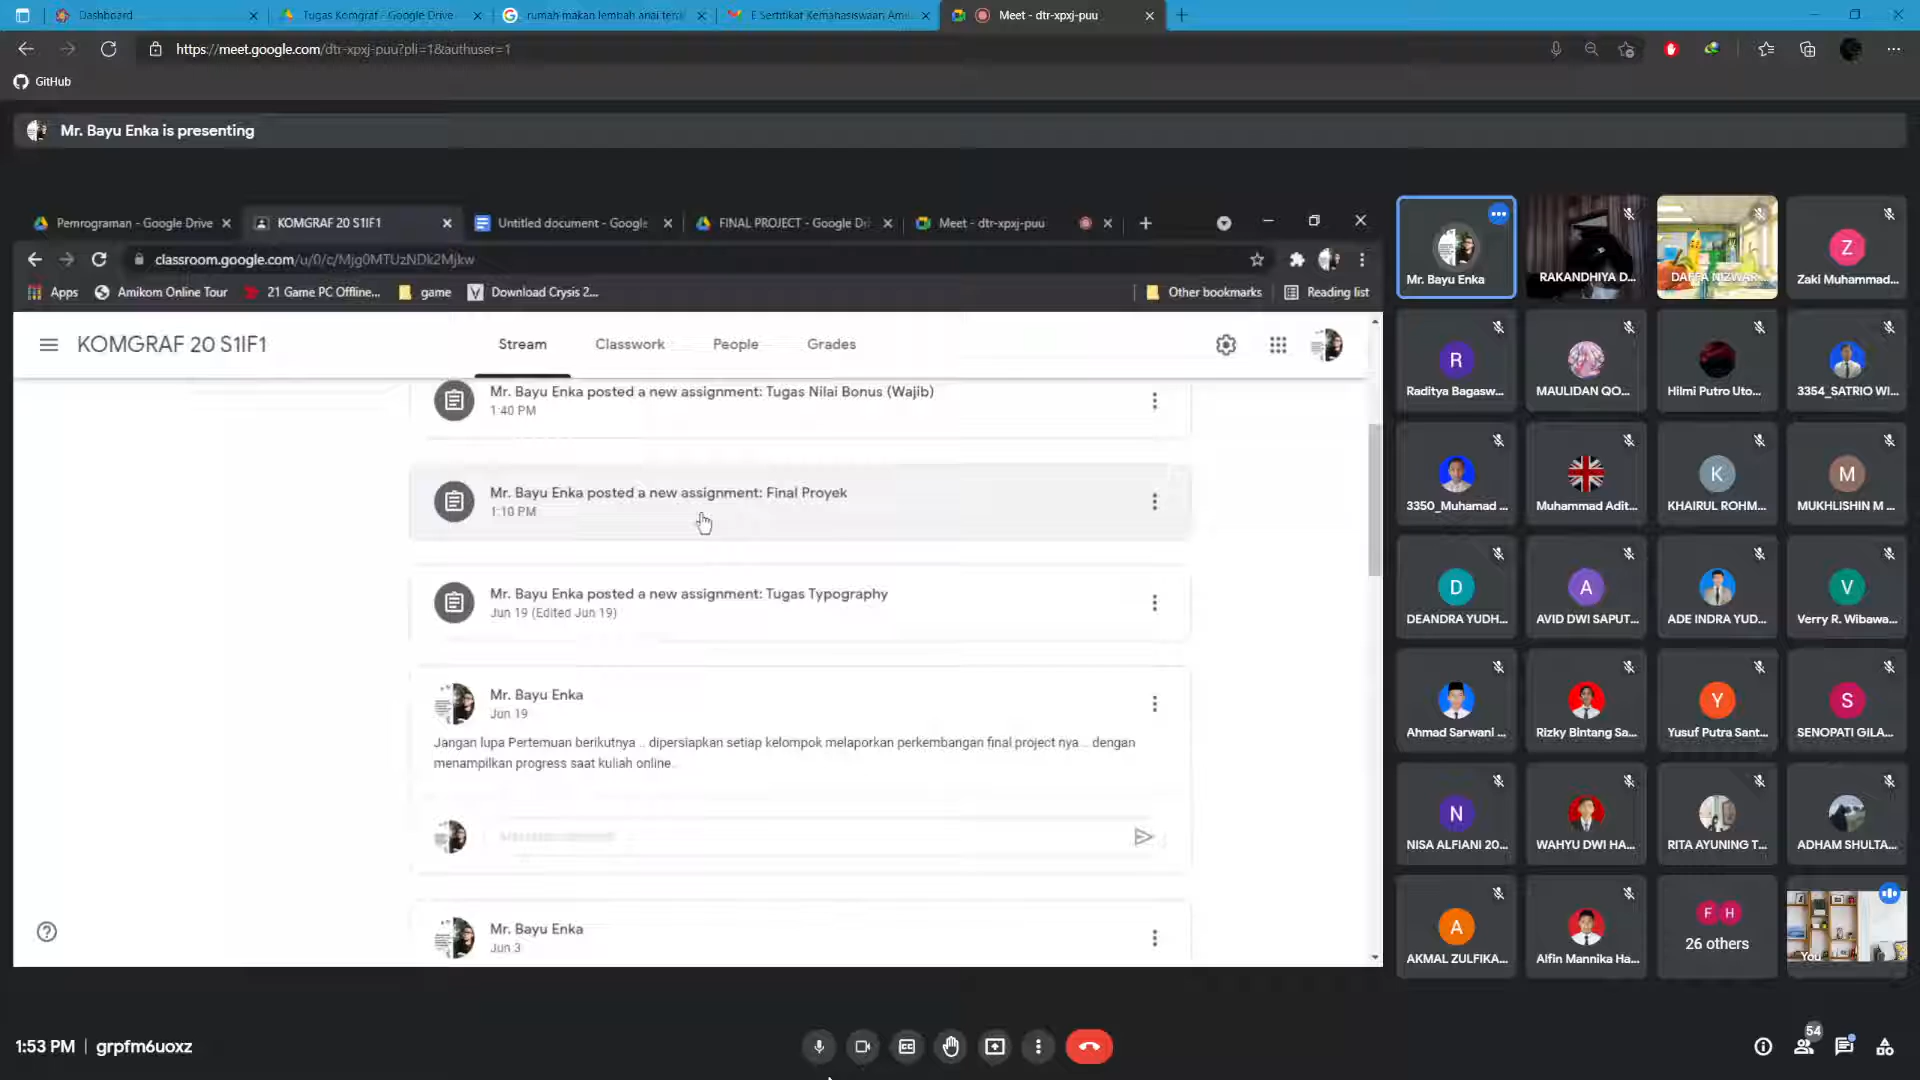 Dashboard
Tugas Komgraf - Google Drive
rumah makan lembah anai ter
E Sertifikat Kemahasiswaan Ami
Meet - dtr-xpxj-puu
https://meet.google.com/dtr-xpxj-puu?pli=1&authuser=1
GitHub
Mr. Bayu Enka is presenting
Pemrograman - Google Drive
KOMGRAF 20 S1IF1
Untitled document - Google
FINAL PROJECT - Google Dr
Meet - dtr-xpxj-puu
classroom.google.com/u/0/c/Mjg0MTUzNDk2Mjkw
Apps
Amikom Online Tour
21 Game PC Offline...
game
Download Crysis 2...
Other bookmarks
Reading list
KOMGRAF 20 S1IF1
Stream
Classwork
People
Grades
Mr. Bayu Enka posted a new assignment: Tugas Nilai Bonus (Wajib)
1:40 PM
Mr. Bayu Enka posted a new assignment: Final Proyek
1:10 PM
Mr. Bayu Enka posted a new assignment: Tugas Typography
Jun 19 (Edited Jun 19)
Mr. Bayu Enka
Jun 19
Jangan lupa Pertemuan berikutnya .. dipersiapkan setiap kelompok melaporkan perkembangan final project nya .. dengan
menampilkan progress saat kuliah online.
Mr. Bayu Enka
Jun 3
Mr. Bayu Enka
RAKANDHIYA D...
DAFFA NIZWAR
Z
Zaki Muhammad...
R
Raditya Bagasw...
MAULIDAN QO...
Hilmi Putro Uto...
3354_SATRIO WI...
3350_Muhamad ...
Muhammad Adit...
K
KHAIRUL ROHM...
M
MUKHLISHIN M ...
D
DEANDRA YUDH...
A
AVID DWI SAPUT...
ADE INDRA YUD...
V
Verry R. Wibawa...
Ahmad Sarwani ...
Rizky Bintang Sa...
Y
Yusuf Putra Sant...
S
SENOPATI GILA...
N
NISA ALFIANI 20...
WAHYU DWI HA...
RITA AYUNING T...
ADHAM SHULTA...
A
AKMAL ZULFIKA...
Alfin Mannika Ha...
F H
26 others
You
1:53 PM | grpfm6uoxz
54